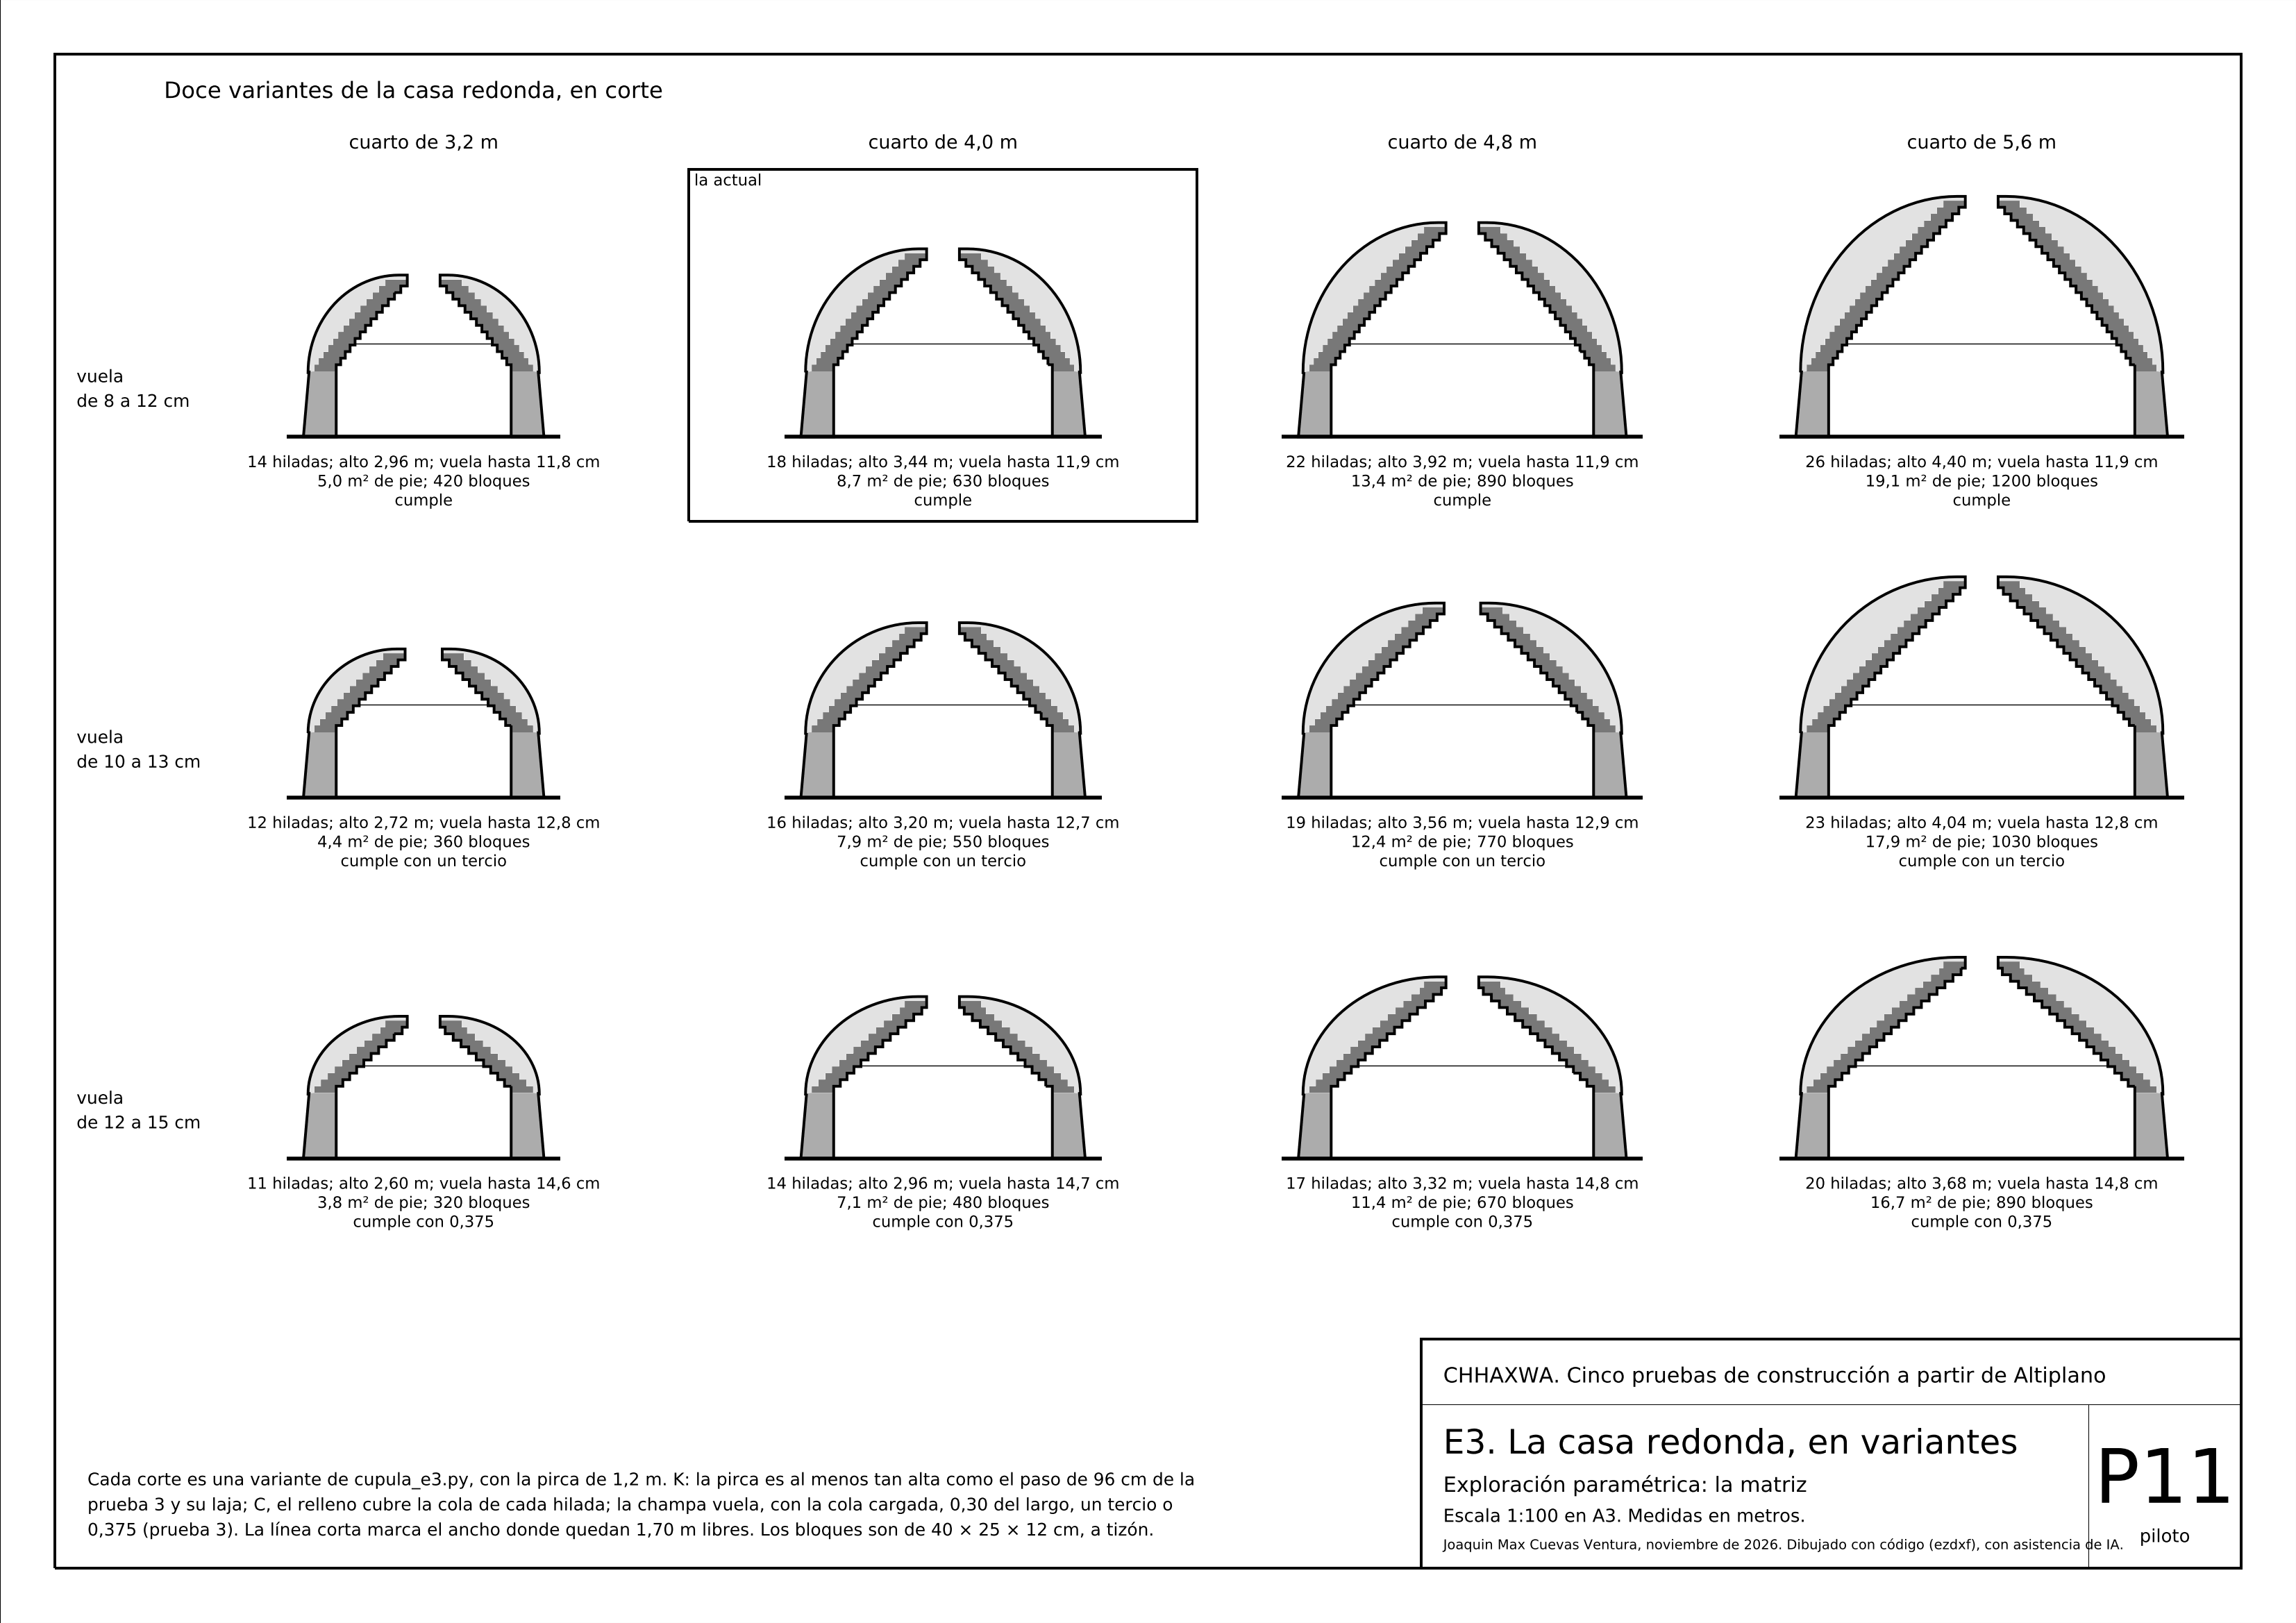 Doce variantes de la casa redonda, en corte
cuarto de 3,2 m
cuarto de 4,0 m
cuarto de 4,8 m
cuarto de 5,6 m
la actual
vuela
de 8 a 12 cm
14 hiladas; alto 2,96 m; vuela hasta 11,8 cm
5,0 m² de pie; 420 bloques
cumple
18 hiladas; alto 3,44 m; vuela hasta 11,9 cm
8,7 m² de pie; 630 bloques
cumple
22 hiladas; alto 3,92 m; vuela hasta 11,9 cm
13,4 m² de pie; 890 bloques
cumple
26 hiladas; alto 4,40 m; vuela hasta 11,9 cm
19,1 m² de pie; 1200 bloques
cumple
vuela
de 10 a 13 cm
12 hiladas; alto 2,72 m; vuela hasta 12,8 cm
4,4 m² de pie; 360 bloques
cumple con un tercio
16 hiladas; alto 3,20 m; vuela hasta 12,7 cm
7,9 m² de pie; 550 bloques
cumple con un tercio
19 hiladas; alto 3,56 m; vuela hasta 12,9 cm
12,4 m² de pie; 770 bloques
cumple con un tercio
23 hiladas; alto 4,04 m; vuela hasta 12,8 cm
17,9 m² de pie; 1030 bloques
cumple con un tercio
vuela
de 12 a 15 cm
11 hiladas; alto 2,60 m; vuela hasta 14,6 cm
3,8 m² de pie; 320 bloques
cumple con 0,375
14 hiladas; alto 2,96 m; vuela hasta 14,7 cm
7,1 m² de pie; 480 bloques
cumple con 0,375
17 hiladas; alto 3,32 m; vuela hasta 14,8 cm
11,4 m² de pie; 670 bloques
cumple con 0,375
20 hiladas; alto 3,68 m; vuela hasta 14,8 cm
16,7 m² de pie; 890 bloques
cumple con 0,375
Cada corte es una variante de cupula_e3.py, con la pirca de 1,2 m. K: la pirca es al menos tan alta como el paso de 96 cm de la
prueba 3 y su laja; C, el relleno cubre la cola de cada hilada; la champa vuela, con la cola cargada, 0,30 del largo, un tercio o
0,375 (prueba 3). La línea corta marca el ancho donde quedan 1,70 m libres. Los bloques son de 40 × 25 × 12 cm, a tizón.
CHHAXWA. Cinco pruebas de construcción a partir de Altiplano
E3. La casa redonda, en variantes
Exploración paramétrica: la matriz
Escala 1:100 en A3. Medidas en metros.
Joaquin Max Cuevas Ventura, noviembre de 2026. Dibujado con código (ezdxf), con asistencia de IA.
P11
piloto